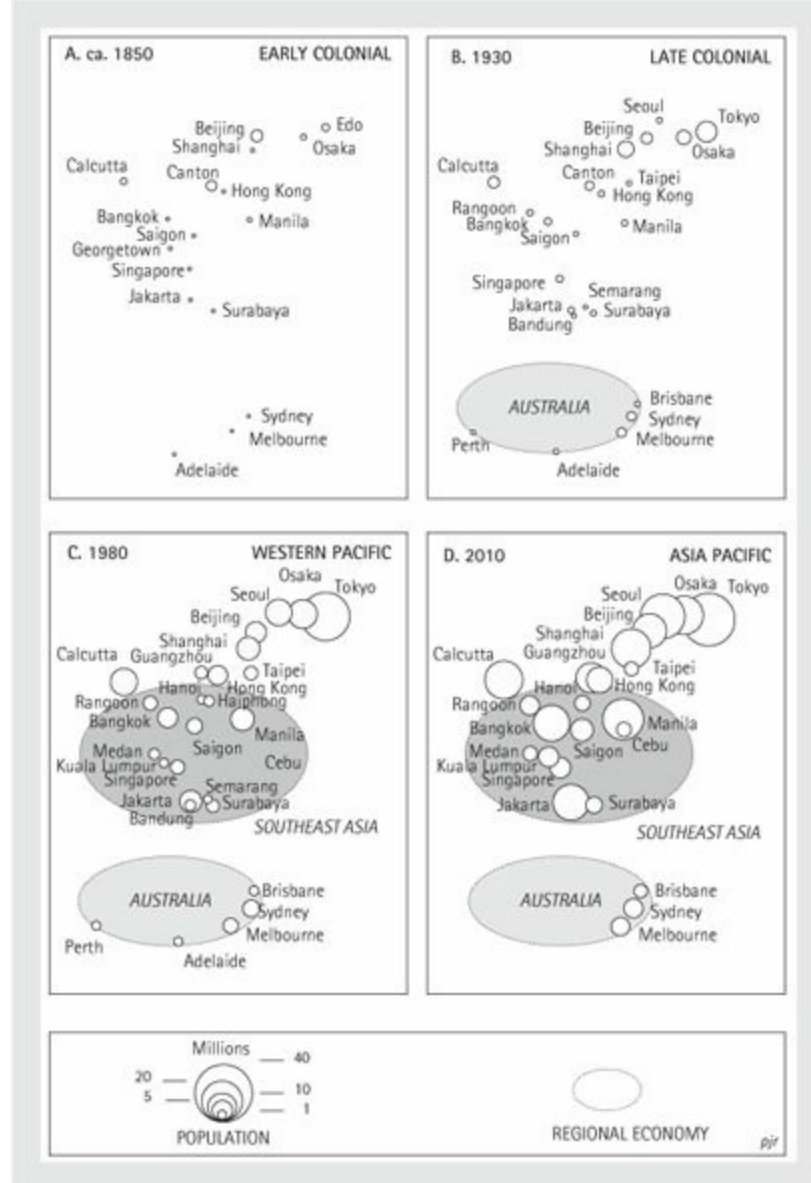 A. ca. 1850 EARLY COLONIAL
Beijing
Edo
Shanghai
Osaka
Calcutta
Canton
Hong Kong
Bangkok
Manila
Saigon
Georgetown
Singapore
Jakarta
Surabaya
Sydney
Melbourne
Adelaide
B. 1930 LATE COLONIAL
Seoul
Tokyo
Beijing
Shanghai
Osaka
Calcutta
Canton
Taipei
Hong Kong
Rangoon
Bangkok
Manila
Saigon
Singapore
Semarang
Jakarta
Surabaya
Bandung
AUSTRALIA
Brisbane
Sydney
Melbourne
Perth
Adelaide
C. 1980 WESTERN PACIFIC
Osaka
Tokyo
Seoul
Beijing
Shanghai
Calcutta
Guangzhou
Taipei
Hanoi
Hong Kong
Rangoon
Haiphong
Bangkok
Manila
Saigon
Medan
Cebu
Kuala Lumpur
Singapore
Semarang
Jakarta
Surabaya
Bandung
SOUTHEAST ASIA
AUSTRALIA
Brisbane
Sydney
Melbourne
Perth
Adelaide
D. 2010 ASIA PACIFIC
Osaka
Tokyo
Seoul
Beijing
Shanghai
Guangzhou
Calcutta
Taipei
Hanoi
Hong Kong
Rangoon
Bangkok
Manila
Cebu
Saigon
Medan
Kuala Lumpur
Singapore
Jakarta
Surabaya
SOUTHEAST ASIA
AUSTRALIA
Brisbane
Sydney
Melbourne
Millions
40
20
10
5
1
POPULATION
REGIONAL ECONOMY
pjr